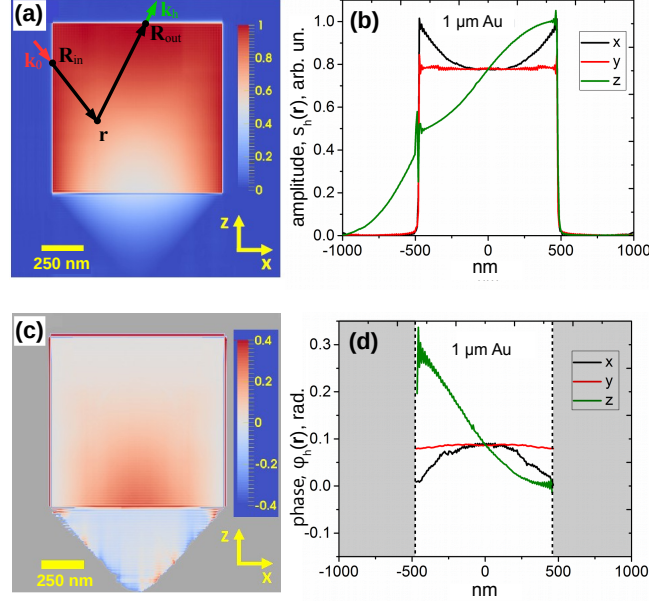 (a)
k_h
R_out
k_0
R_in
r
1
0.8
0.6
0.4
0.2
0
z
x
250 nm
(b)
1 µm Au
x
y
z
amplitude, s_h(r), arb. un.
1.0
0.8
0.6
0.4
0.2
0.0
-1000 -500 0 500 1000
nm
(c)
0.4
0.2
0
-0.2
-0.4
z
x
250 nm
(d)
1 µm Au
x
y
z
phase, φ_h(r), rad.
0.3
0.2
0.1
0.0
-0.1
-1000 -500 0 500 1000
nm